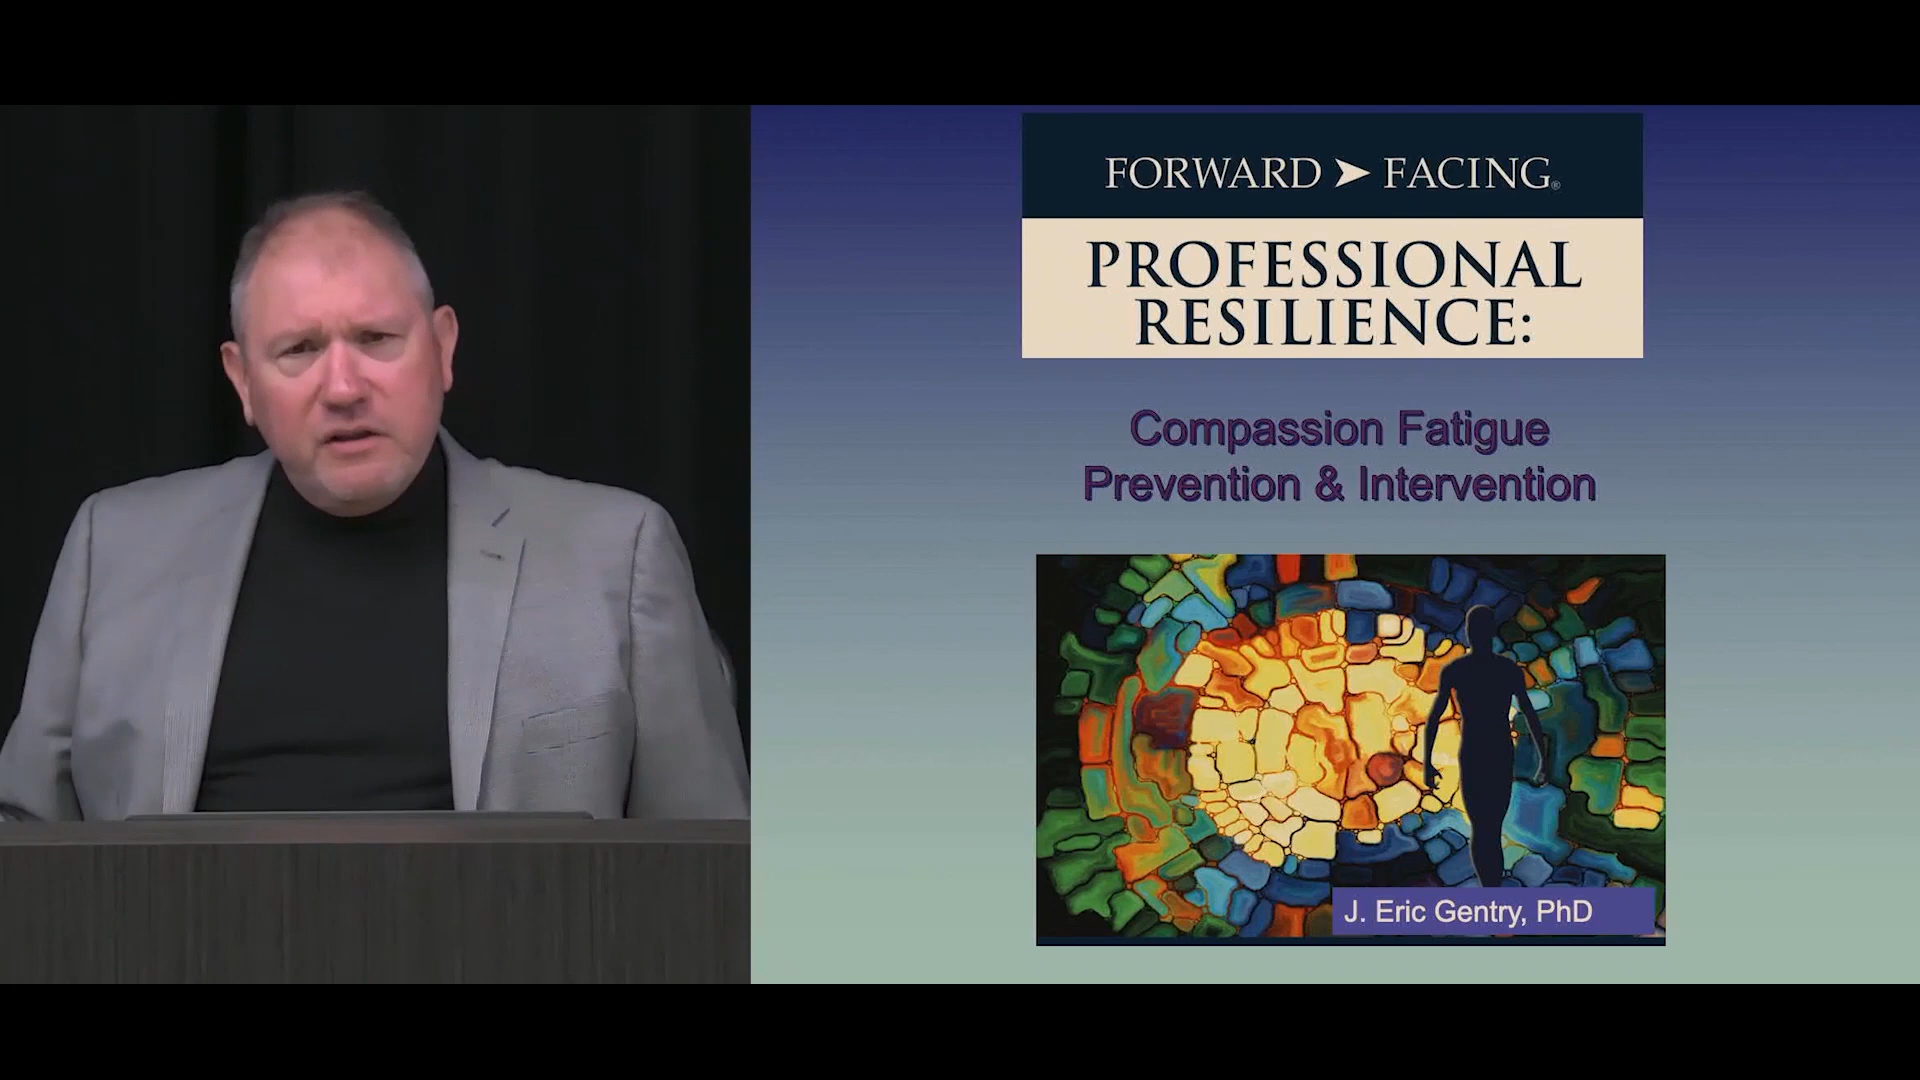 FORWARD ➤ FACING®
PROFESSIONAL
RESILIENCE:
Compassion Fatigue
Prevention & Intervention
J. Eric Gentry, PhD